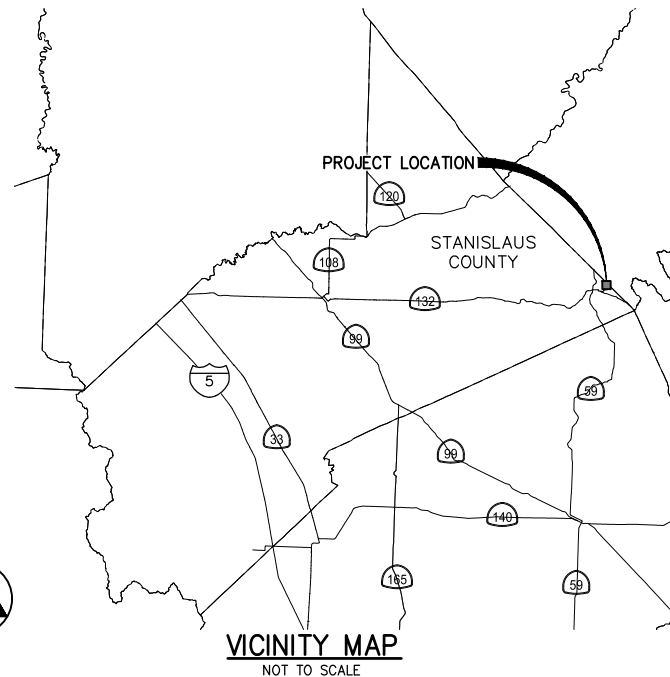 PROJECT LOCATION
120
STANISLAUS
COUNTY
108
132
99
5
59
33
99
140
165
59
VICINITY MAP
NOT TO SCALE